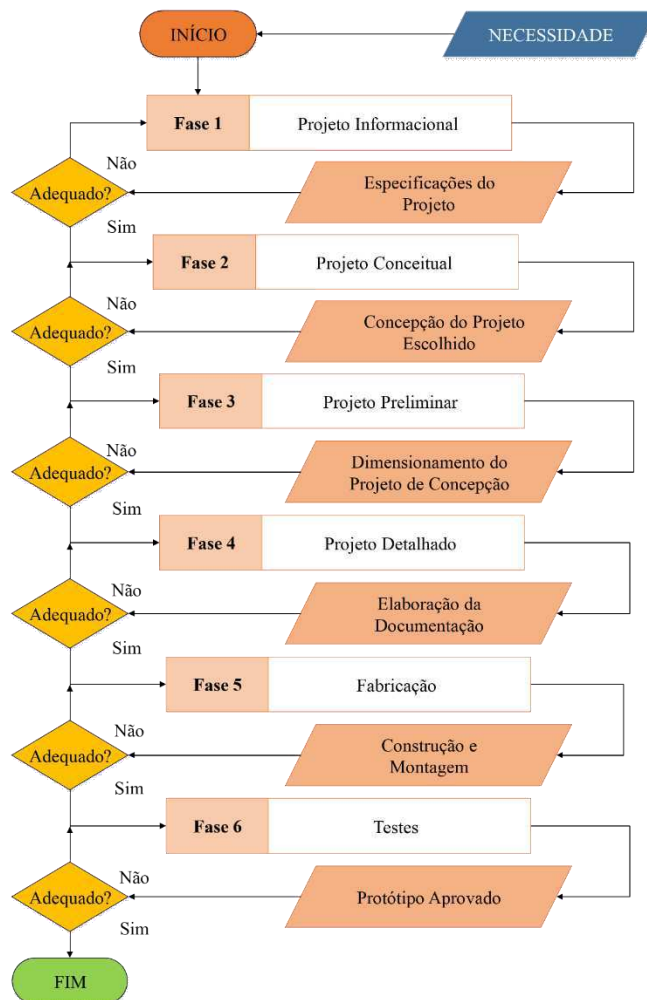 INÍCIO
NECESSIDADE
Fase 1
Projeto Informacional
Não
Adequado?
Especificações do
Projeto
Sim
Fase 2
Projeto Conceitual
Não
Adequado?
Concepção do Projeto
Escolhido
Sim
Fase 3
Projeto Preliminar
Não
Adequado?
Dimensionamento do
Projeto de Concepção
Sim
Fase 4
Projeto Detalhado
Não
Adequado?
Elaboração da
Documentação
Sim
Fase 5
Fabricação
Não
Adequado?
Construção e
Montagem
Sim
Fase 6
Testes
Não
Adequado?
Protótipo Aprovado
Sim
FIM